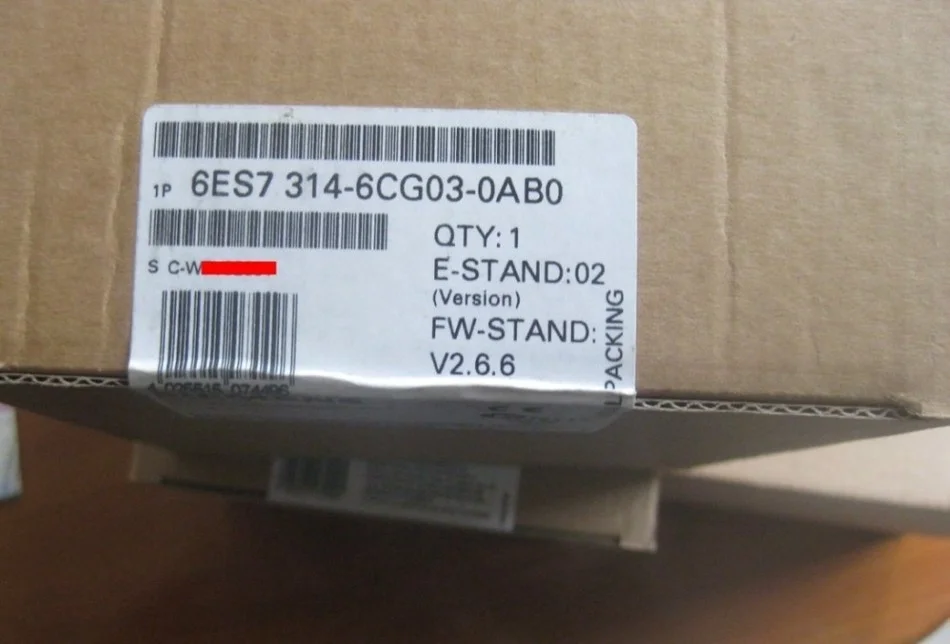 1P 6ES7 314-6CG03-0AB0
QTY: 1
S C-W
E-STAND:02
(Version)
FW-STAND:
V2.6.6
PACKING